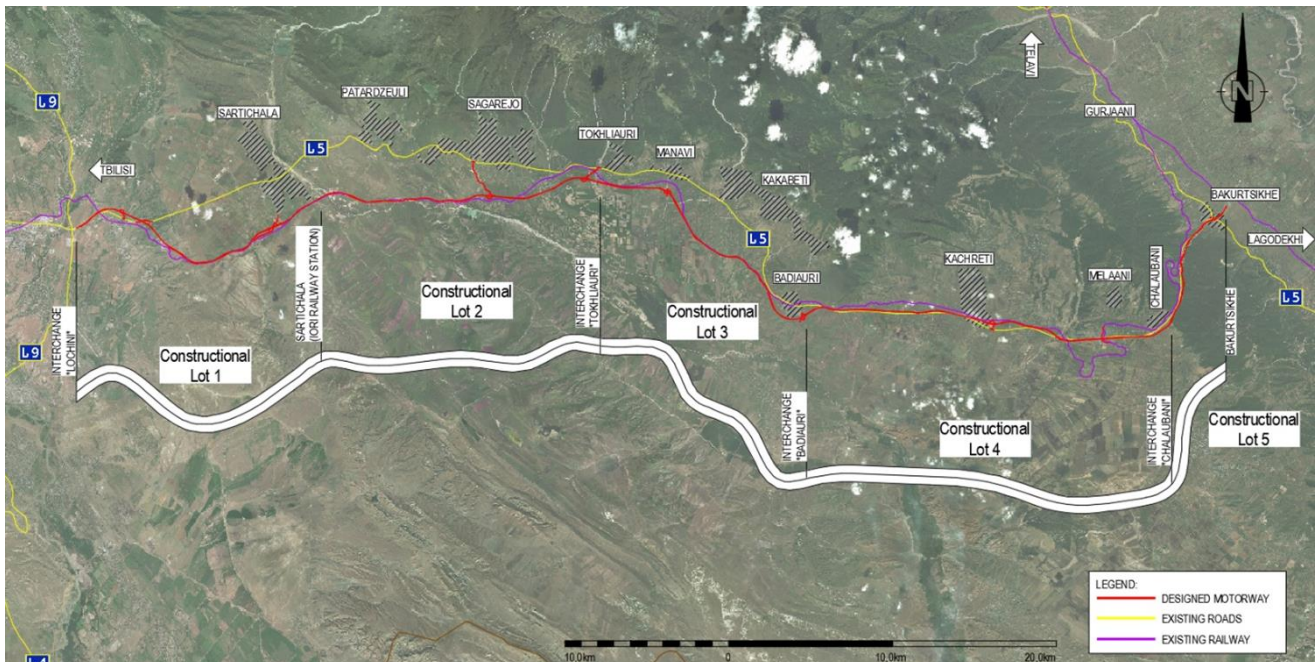 ს9
PATARDZEULI
SARTICHALA
SAGAREJO
TOKHLIAURI
MANAVI
ს5
TBILISI
KAKABETI
TELAVI
N
GURJAANI
BAKURTSIKHE
LAGODEKHI
ს5
BADIAURI
KACHRETI
MELAANI
CHALAUBANI
ს5
ს9
INTERCHANGE
"LOCHINI"
Constructional
Lot 1
SARTICHALA
(IORI RAILWAY STATION)
Constructional
Lot 2
INTERCHANGE
"TOKHLIAURI"
Constructional
Lot 3
INTERCHANGE
"BADIAURI"
Constructional
Lot 4
INTERCHANGE
"CHALAUBANI"
BAKURTSIKHE
Constructional
Lot 5
LEGEND:
DESIGNED MOTORWAY
EXISTING ROADS
EXISTING RAILWAY
10.0km
0
10.0km
20.0km